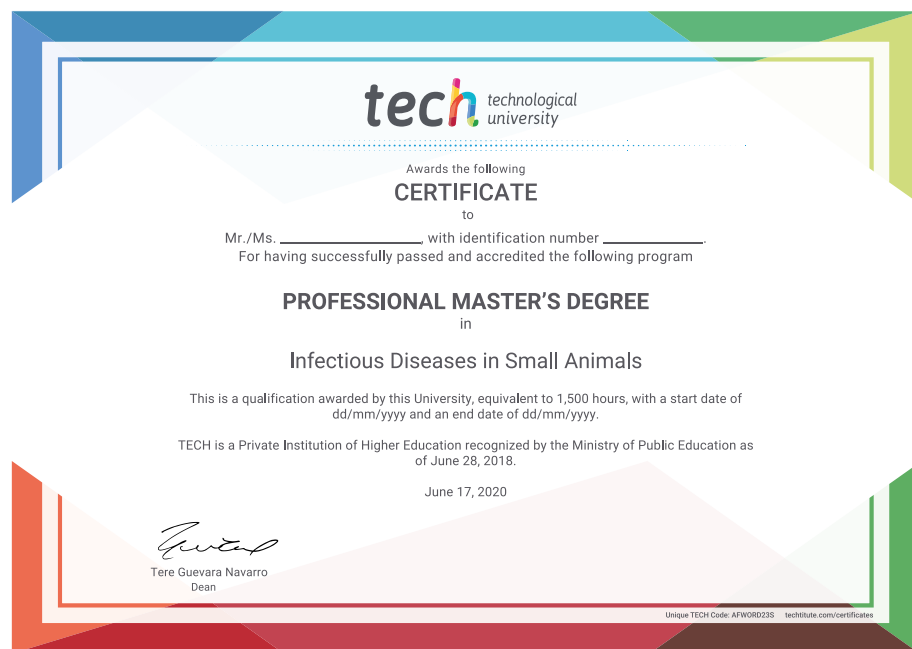 tech technological
university
Awards the following
CERTIFICATE
to
Mr./Ms. ____________________, with identification number ______________.
For having successfully passed and accredited the following program
PROFESSIONAL MASTER'S DEGREE
in
Infectious Diseases in Small Animals
This is a qualification awarded by this University, equivalent to 1,500 hours, with a start date of
dd/mm/yyyy and an end date of dd/mm/yyyy.
TECH is a Private Institution of Higher Education recognized by the Ministry of Public Education as
of June 28, 2018.
June 17, 2020
Tere Guevara Navarro
Dean
Unique TECH Code: AFWORD23S techtitute.com/certificates